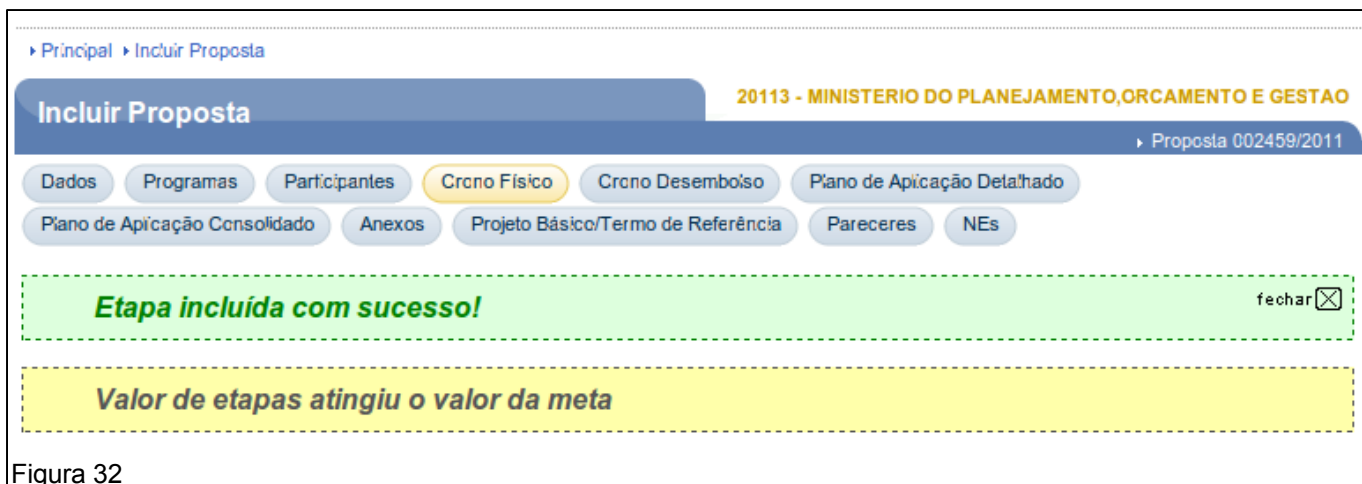 Principal Incluir Proposta
Incluir Proposta
20113 - MINISTERIO DO PLANEJAMENTO,ORCAMENTO E GESTAO
Proposta 002459/2011
Dados Programas Participantes Crono Físico Crono Desembolso Plano de Aplicação Detalhado
Plano de Aplicação Consolidado Anexos Projeto Básico/Termo de Referência Pareceres NEs
Etapa incluída com sucesso!
fechar
Valor de etapas atingiu o valor da meta
Figura 32